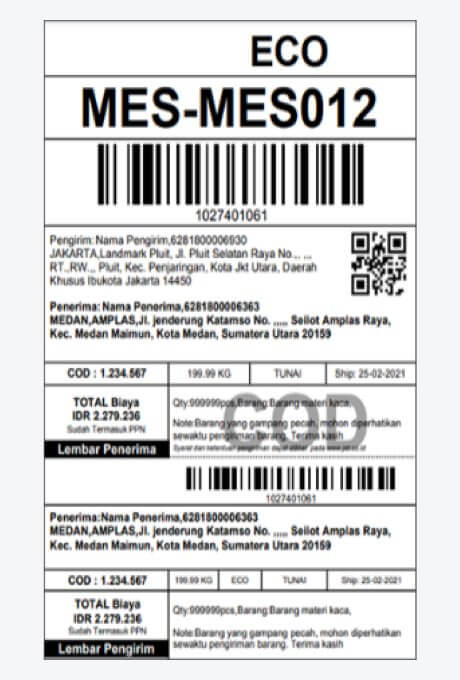 ECO
MES-MES012
1027401061
Pengirim:Nama Pengirim,6281800006930
JAKARTA,Landmark Pluit, Jl. Pluit Selatan Raya No.., ...,
RT..,RW..., Pluit, Kec. Penjaringan, Kota Jkt Utara, Daerah
Khusus Ibukota Jakarta 14450
Penerima:Nama Penorima,6281800006363
MEDAN,AMPLAS,Jl. jenderung Katamso No. ,,,,, Seilot Amplas Raya,
Kec. Medan Maimun, Kota Medan, Sumatera Utara 20159
COD : 1.234.567 199.99 KG TUNAI Ship: 25-02-2021
TOTAL Biaya
IDR 2.279.236
Sudah Termasuk PPN
Lembar Penerima
Qty:999999pcs,Barang:Barang materi kaca,
COD
Note:Barang yang gampang pecah, mohon diperhatikan
sewaktu pengiriman barang. Terima kasih
Syarat dan ketentuan pengiriman dapat dilihat pada
1027401061
Penerima:Nama Penorima,6281800006363
MEDAN,AMPLAS,Jl. jenderung Katamso No. ,,,,, Seilot Amplas Raya,
Kec. Medan Maimun, Kota Medan, Sumatera Utara 20159
COD : 1.234.567 199.99 KG ECO TUNAI Ship: 25-02-2021
TOTAL Biaya
IDR 2.279.236
Sudah Termasuk PPN
Lembar Pengirim
Qty:999999pcs,Barang:Barang materi kaca,
Note:Barang yang gampang pecah, mohon diperhatikan
sewaktu pengiriman barang. Terima kasih